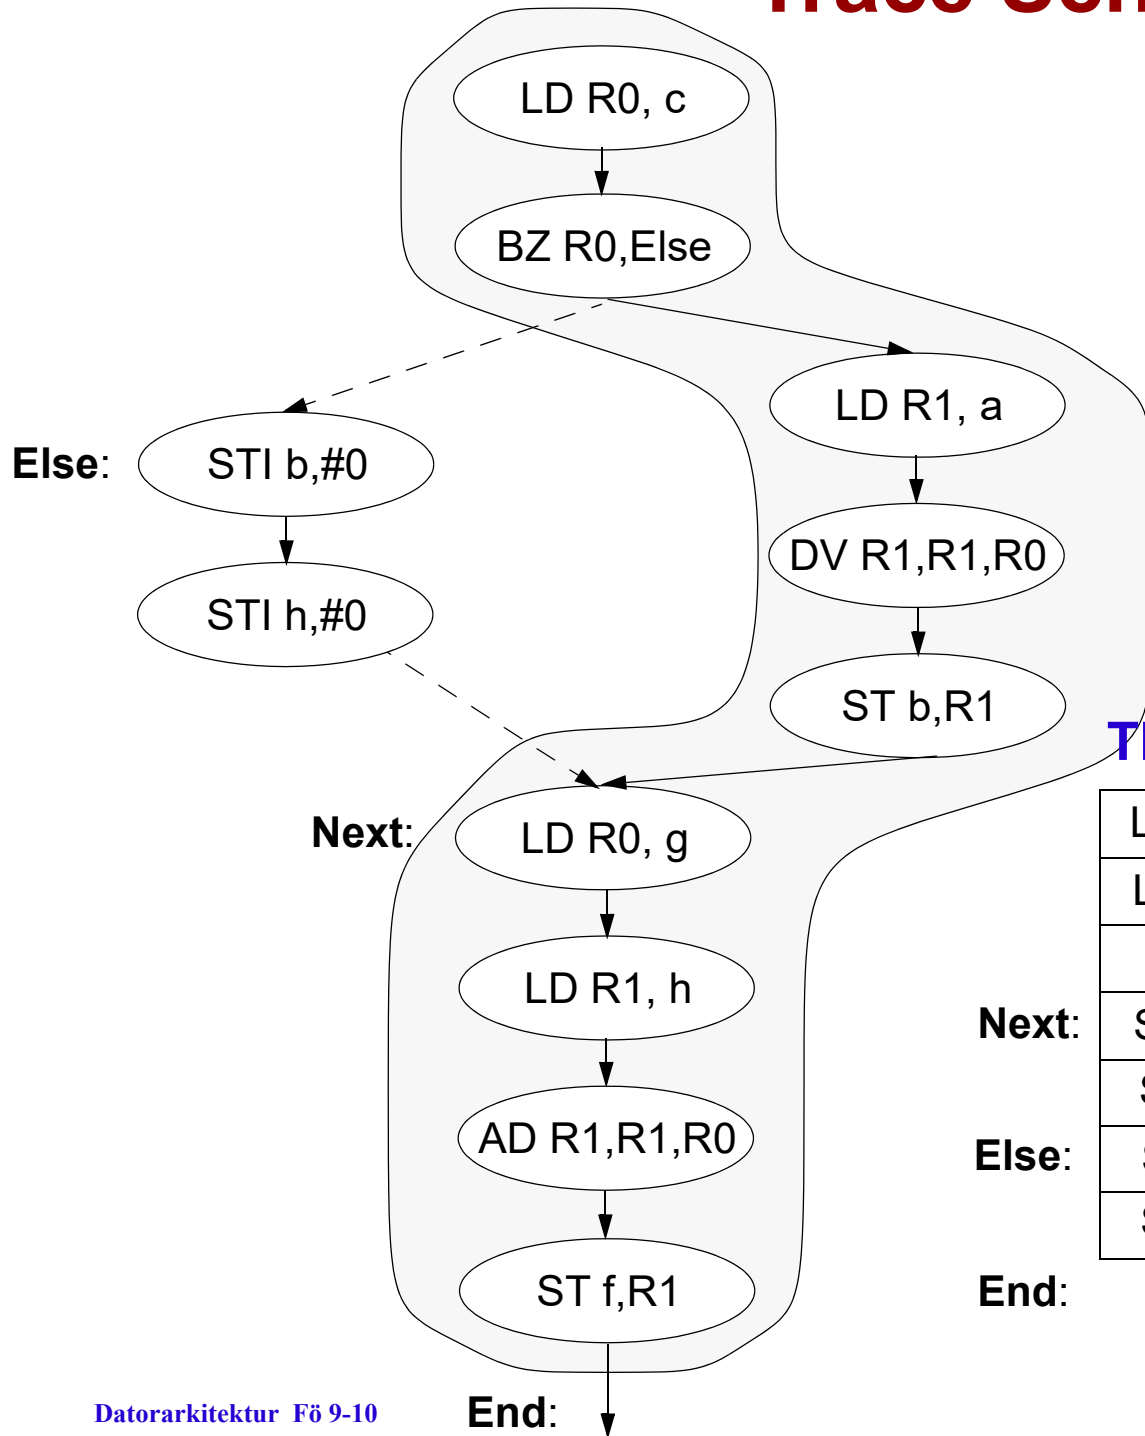 LD R0, c
BZ R0,Else
LD R1, a
Else: STI b,#0
DV R1,R1,R0
STI h,#0
ST b,R1
Next: LD R0, g
LD R1, h
Next:
AD R1,R1,R0
Else:
ST f,R1
End:
Datorarkitektur Fö 9-10
End: